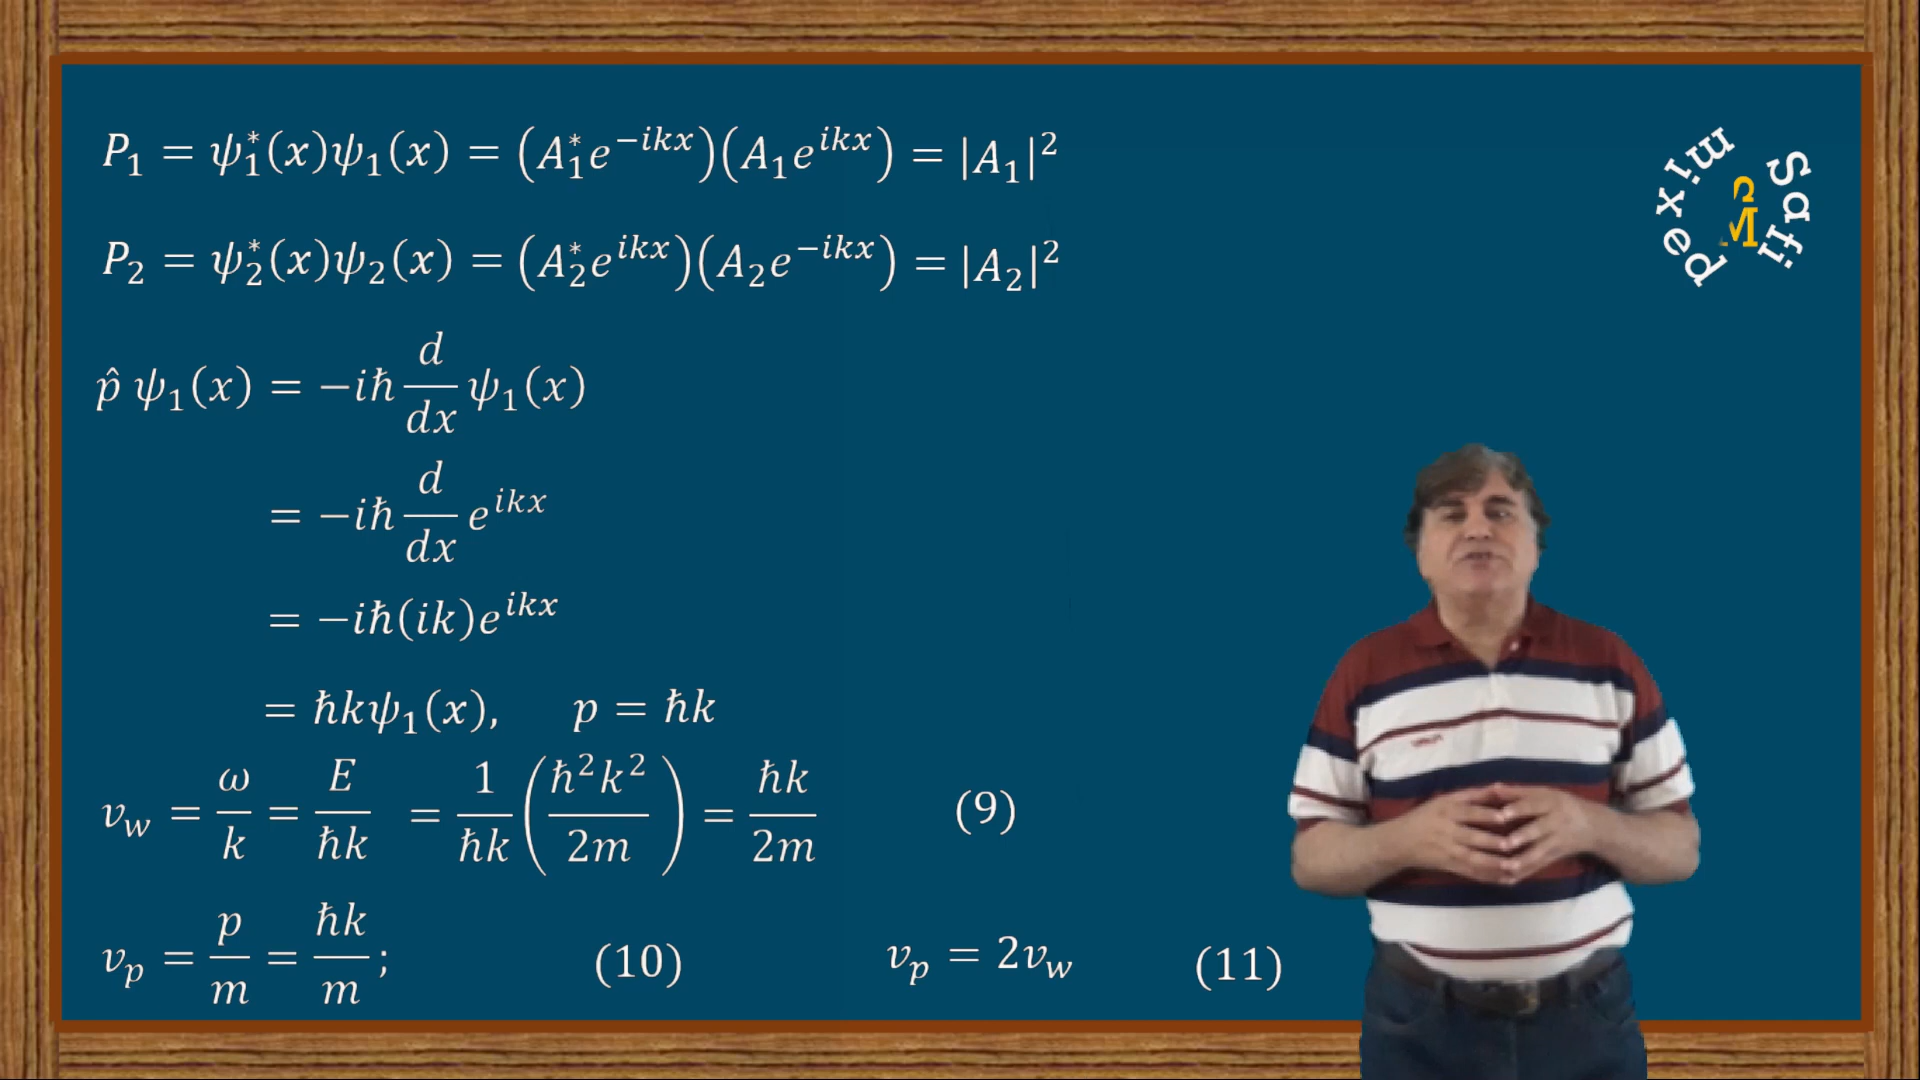 P₁ = ψ₁*(x)ψ₁(x) = (A₁*e^{-ikx})(A₁e^{ikx}) = |A₁|²
P₂ = ψ₂*(x)ψ₂(x) = (A₂*e^{ikx})(A₂e^{-ikx}) = |A₂|²
p̂ ψ₁(x) = -iħ d/dx ψ₁(x)
= -iħ d/dx e^{ikx}
= -iħ(ik)e^{ikx}
= ħkψ₁(x), p = ħk
v_w = ω/k = E/ħk = 1/ħk (ħ²k²/2m) = ħk/2m (9)
v_p = p/m = ħk/m; (10) v_p = 2v_w (11)
mixed
Safi